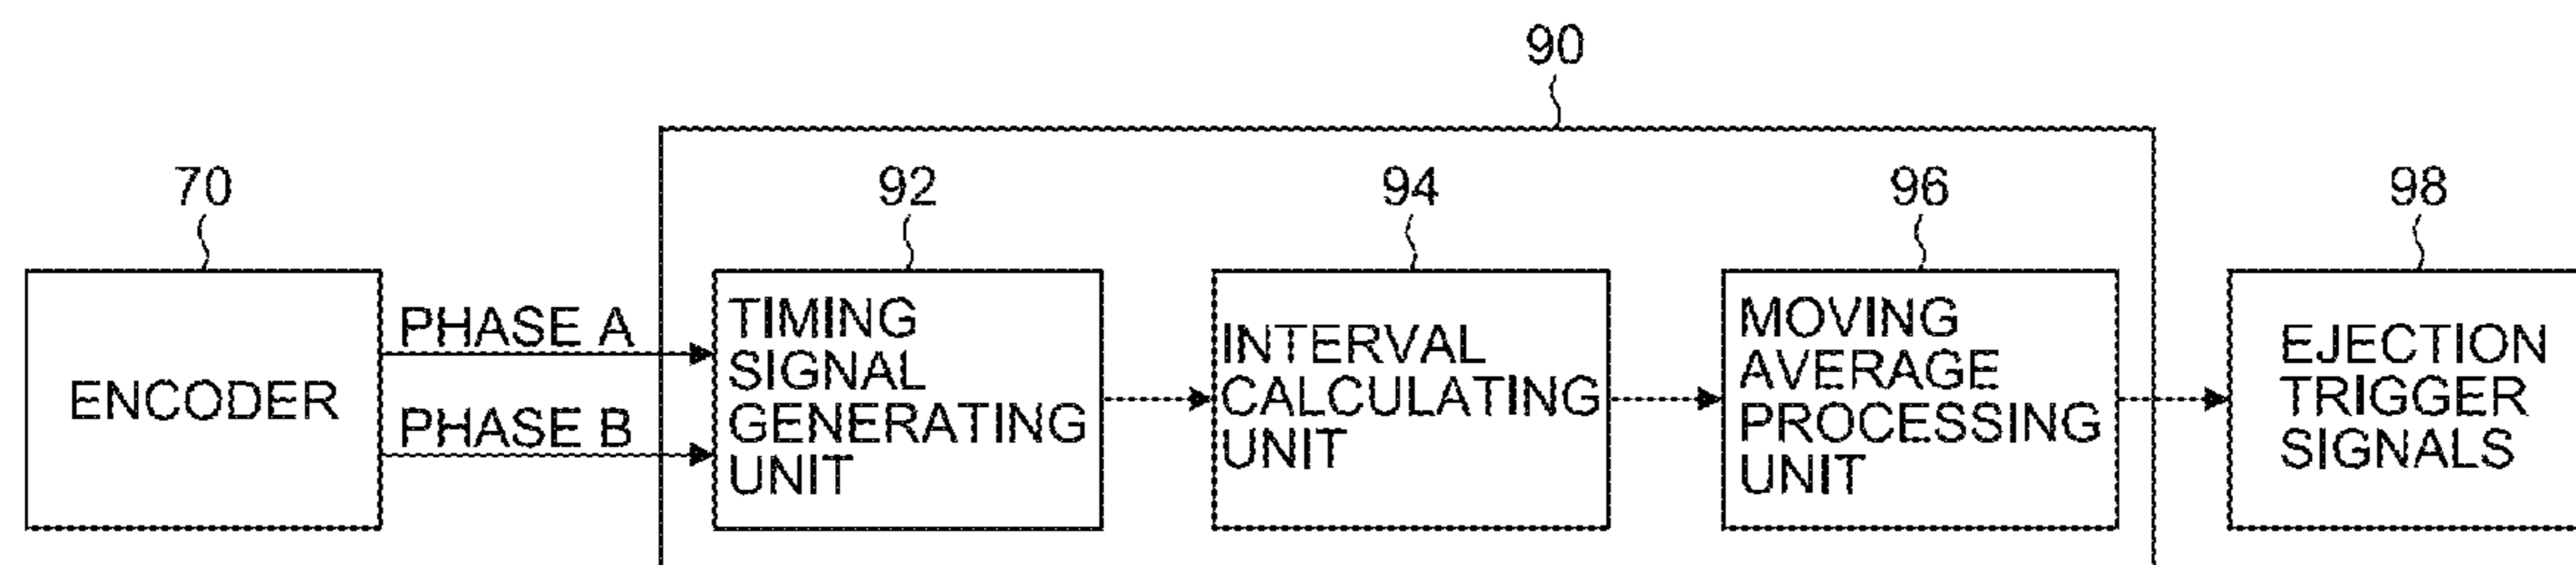 90
70
92
94
96
98
ENCODER
PHASE A
PHASE B
TIMING
SIGNAL
GENERATING
UNIT
INTERVAL
CALCULATING
UNIT
MOVING
AVERAGE
PROCESSING
UNIT
EJECTION
TRIGGER
SIGNALS